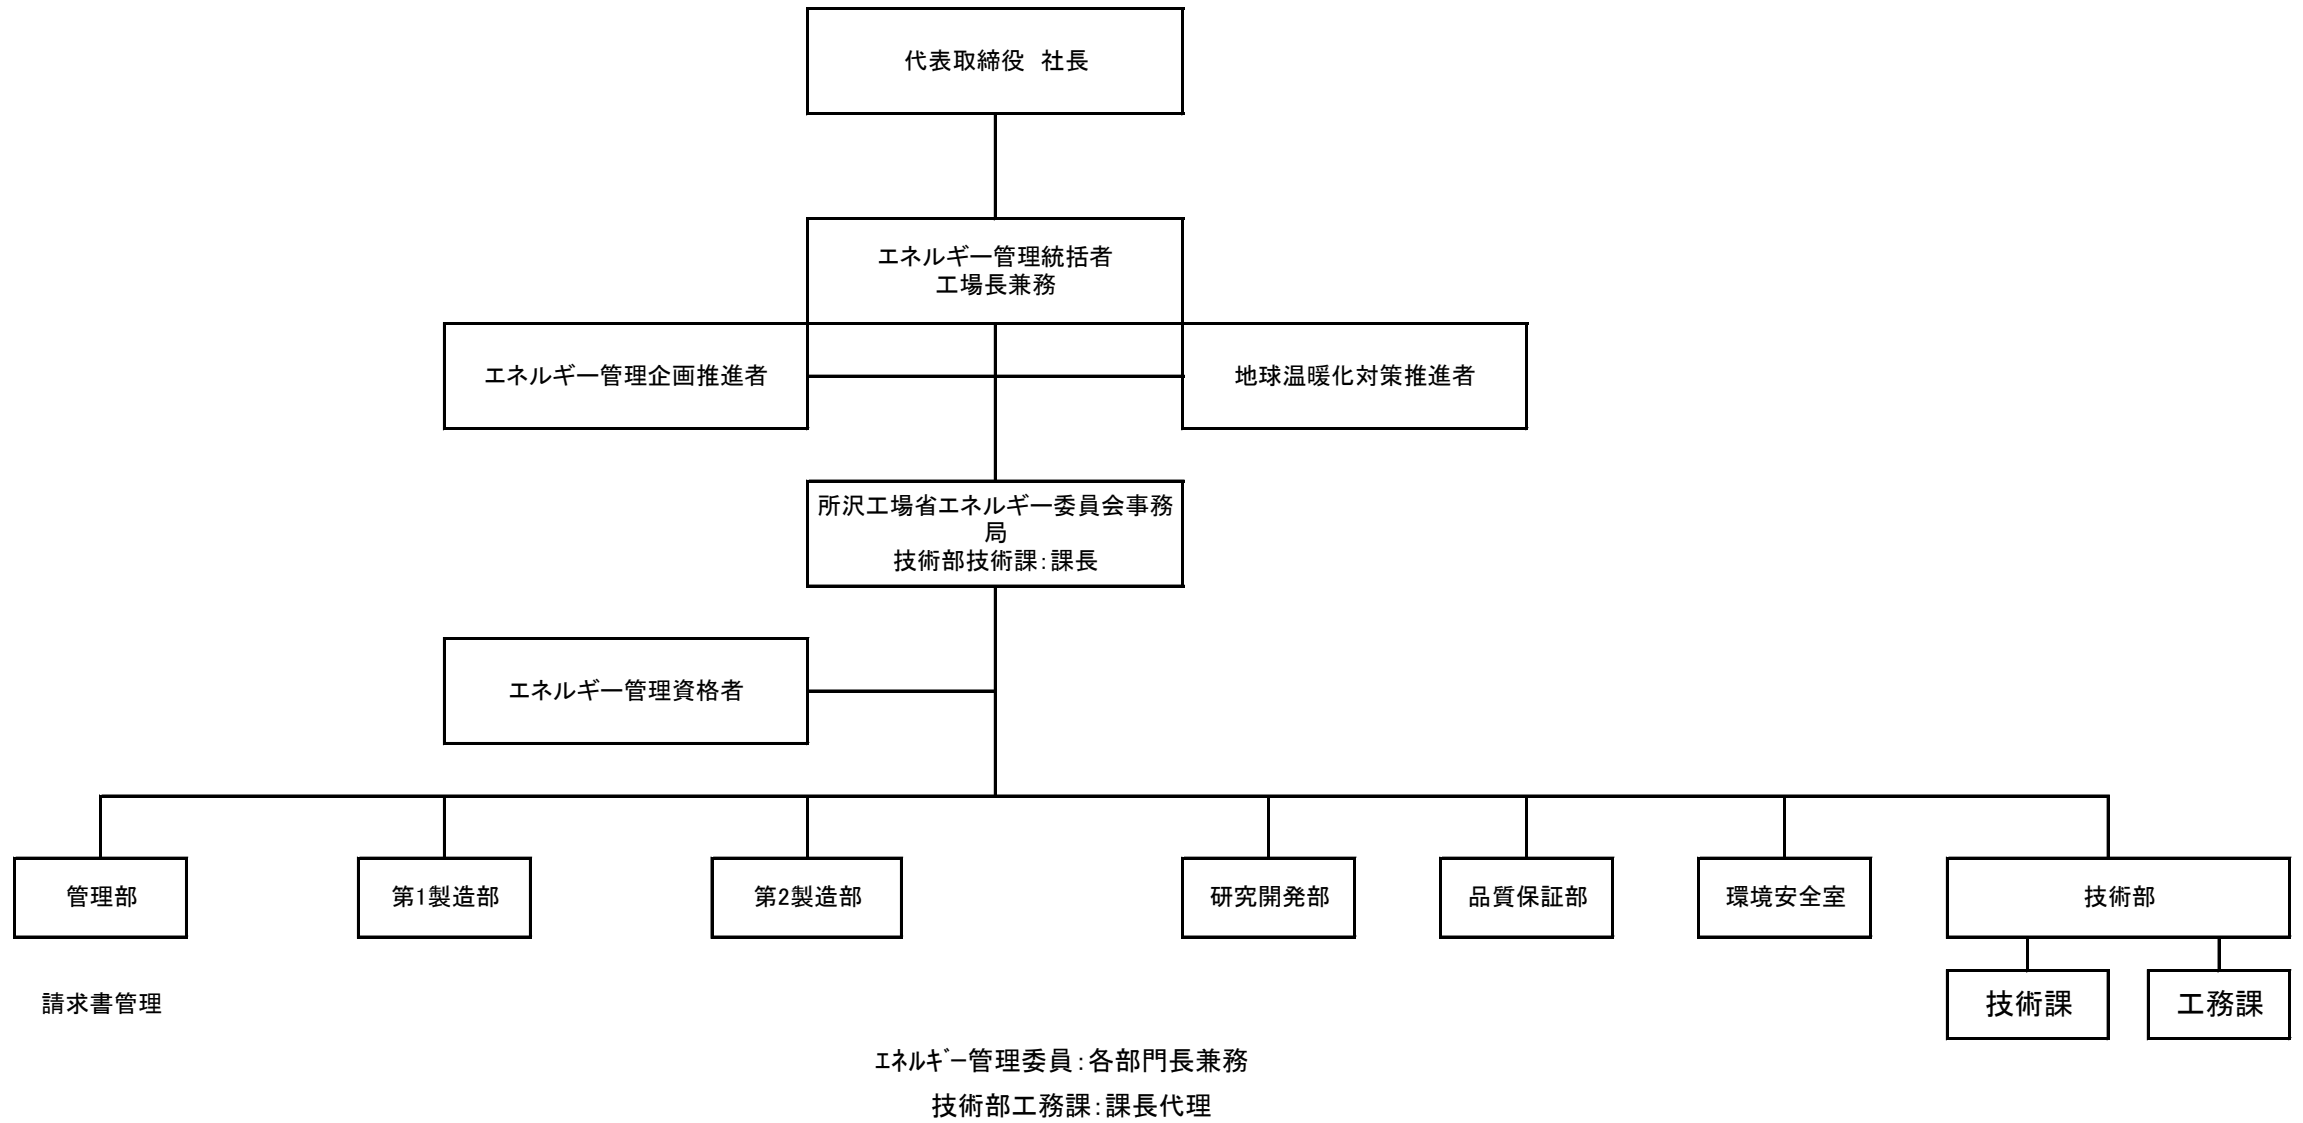 代表取締役　社長
エネルギー管理統括者
工場長兼務
エネルギー管理企画推進者
地球温暖化対策推進者
所沢工場省エネルギー委員会事務
局
技術部技術課：課長
エネルギー管理資格者
管理部
第1製造部
第2製造部
研究開発部
品質保証部
環境安全室
技術部
請求書管理
技術課
工務課
ｴﾈﾙｷﾞｰ管理委員：各部門長兼務
技術部工務課：課長代理